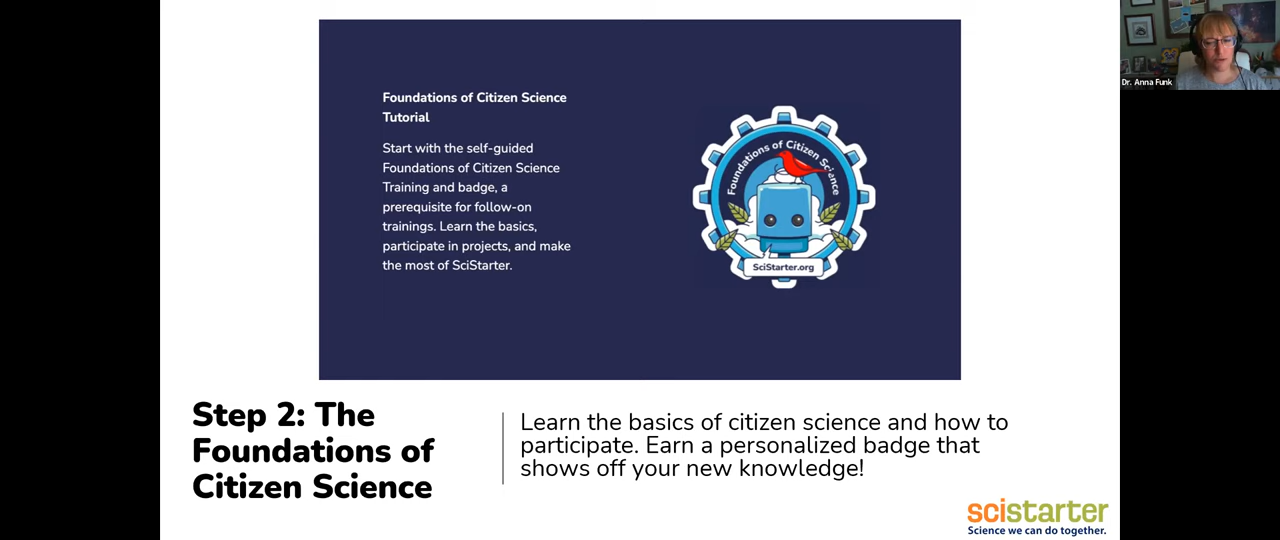 Foundations of Citizen Science
Tutorial
Start with the self-guided
Foundations of Citizen Science
Training and badge, a
prerequisite for follow-on
trainings. Learn the basics,
participate in projects, and make
the most of SciStarter.
Foundations of Citizen Science
SciStarter.org
Dr. Anna Funk
Step 2: The
Foundations of
Citizen Science
Learn the basics of citizen science and how to
participate. Earn a personalized badge that
shows off your new knowledge!
scistarter
Science we can do together.